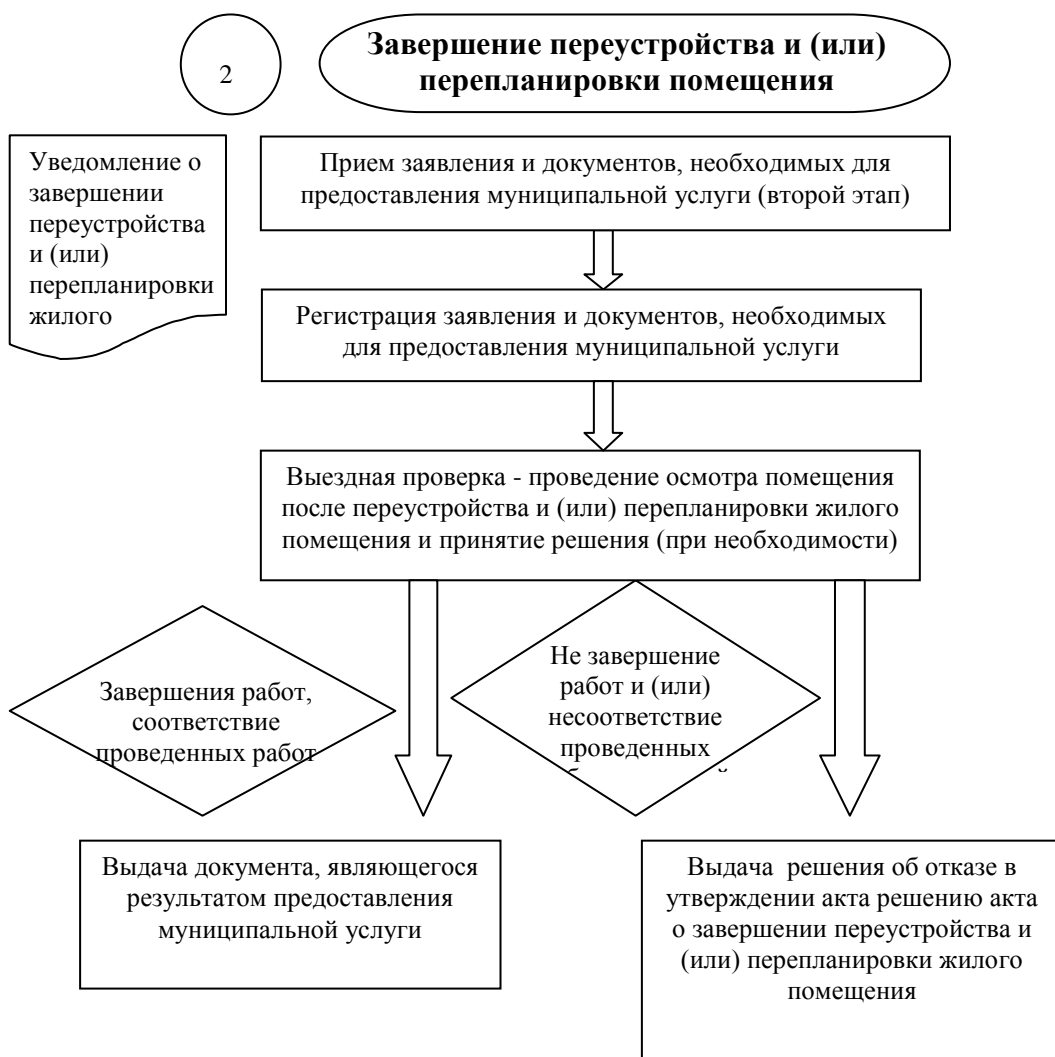 2
Завершение переустройства и (или)
перепланировки помещения
Уведомление о
завершении
переустройства
и (или)
перепланировки
жилого
Прием заявления и документов, необходимых для
предоставления муниципальной услуги (второй этап)
Регистрация заявления и документов, необходимых
для предоставления муниципальной услуги
Выездная проверка - проведение осмотра помещения
после переустройства и (или) перепланировки жилого
помещения и принятие решения (при необходимости)
Завершения работ,
соответствие
проведенных работ
Не завершение
работ и (или)
несоответствие
проведенных
Выдача документа, являющегося
результатом предоставления
муниципальной услуги
Выдача решения об отказе в
утверждении акта решению акта
о завершении переустройства и
(или) перепланировки жилого
помещения